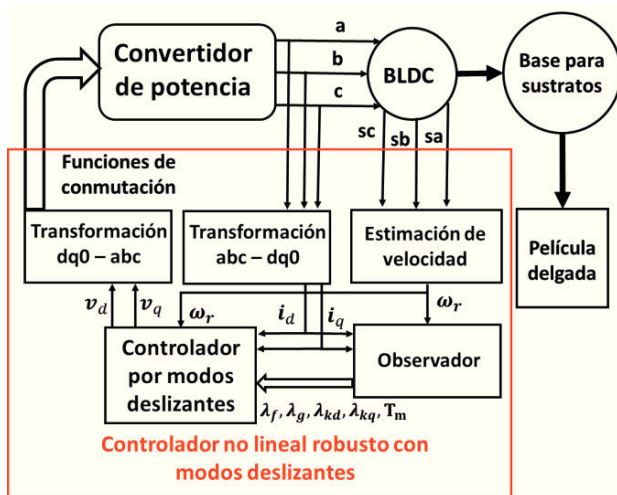 a
Convertidor
de potencia
b
c
BLDC
Base para
sustratos
sc
sb
sa
Funciones de
conmutación
Transformación
dq0 – abc
Transformación
abc – dq0
Estimación de
velocidad
Película
delgada
v_d
v_q
ω_r
i_d
i_q
ω_r
Controlador
por modos
deslizantes
Observador
λ_f, λ_g, λ_kd, λ_kq, T_m
Controlador no lineal robusto con
modos deslizantes